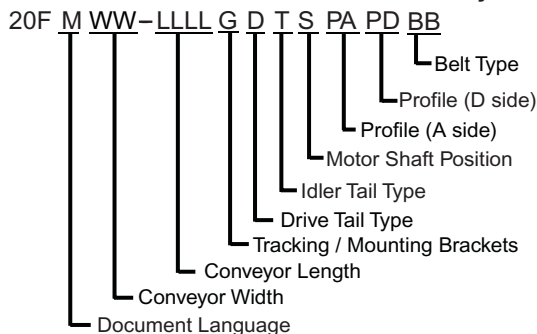 20F M WW–LLLL G D T S PA PD BB
Belt Type
Profile (D side)
Profile (A side)
Motor Shaft Position
Idler Tail Type
Drive Tail Type
Tracking / Mounting Brackets
Conveyor Length
Conveyor Width
Document Language